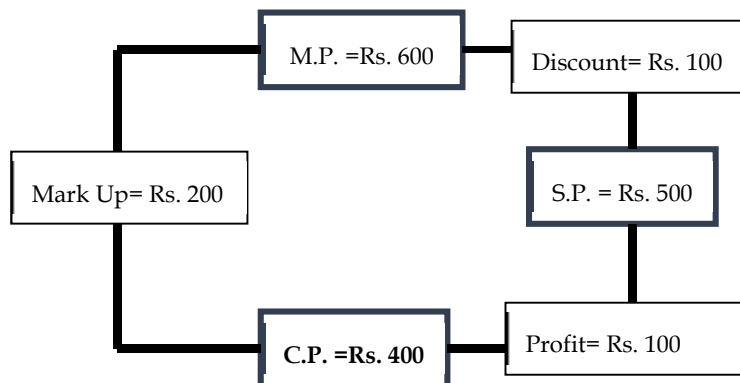 M.P. =Rs. 600
Discount= Rs. 100
Mark Up= Rs. 200
S.P. = Rs. 500
C.P. =Rs. 400
Profit= Rs. 100